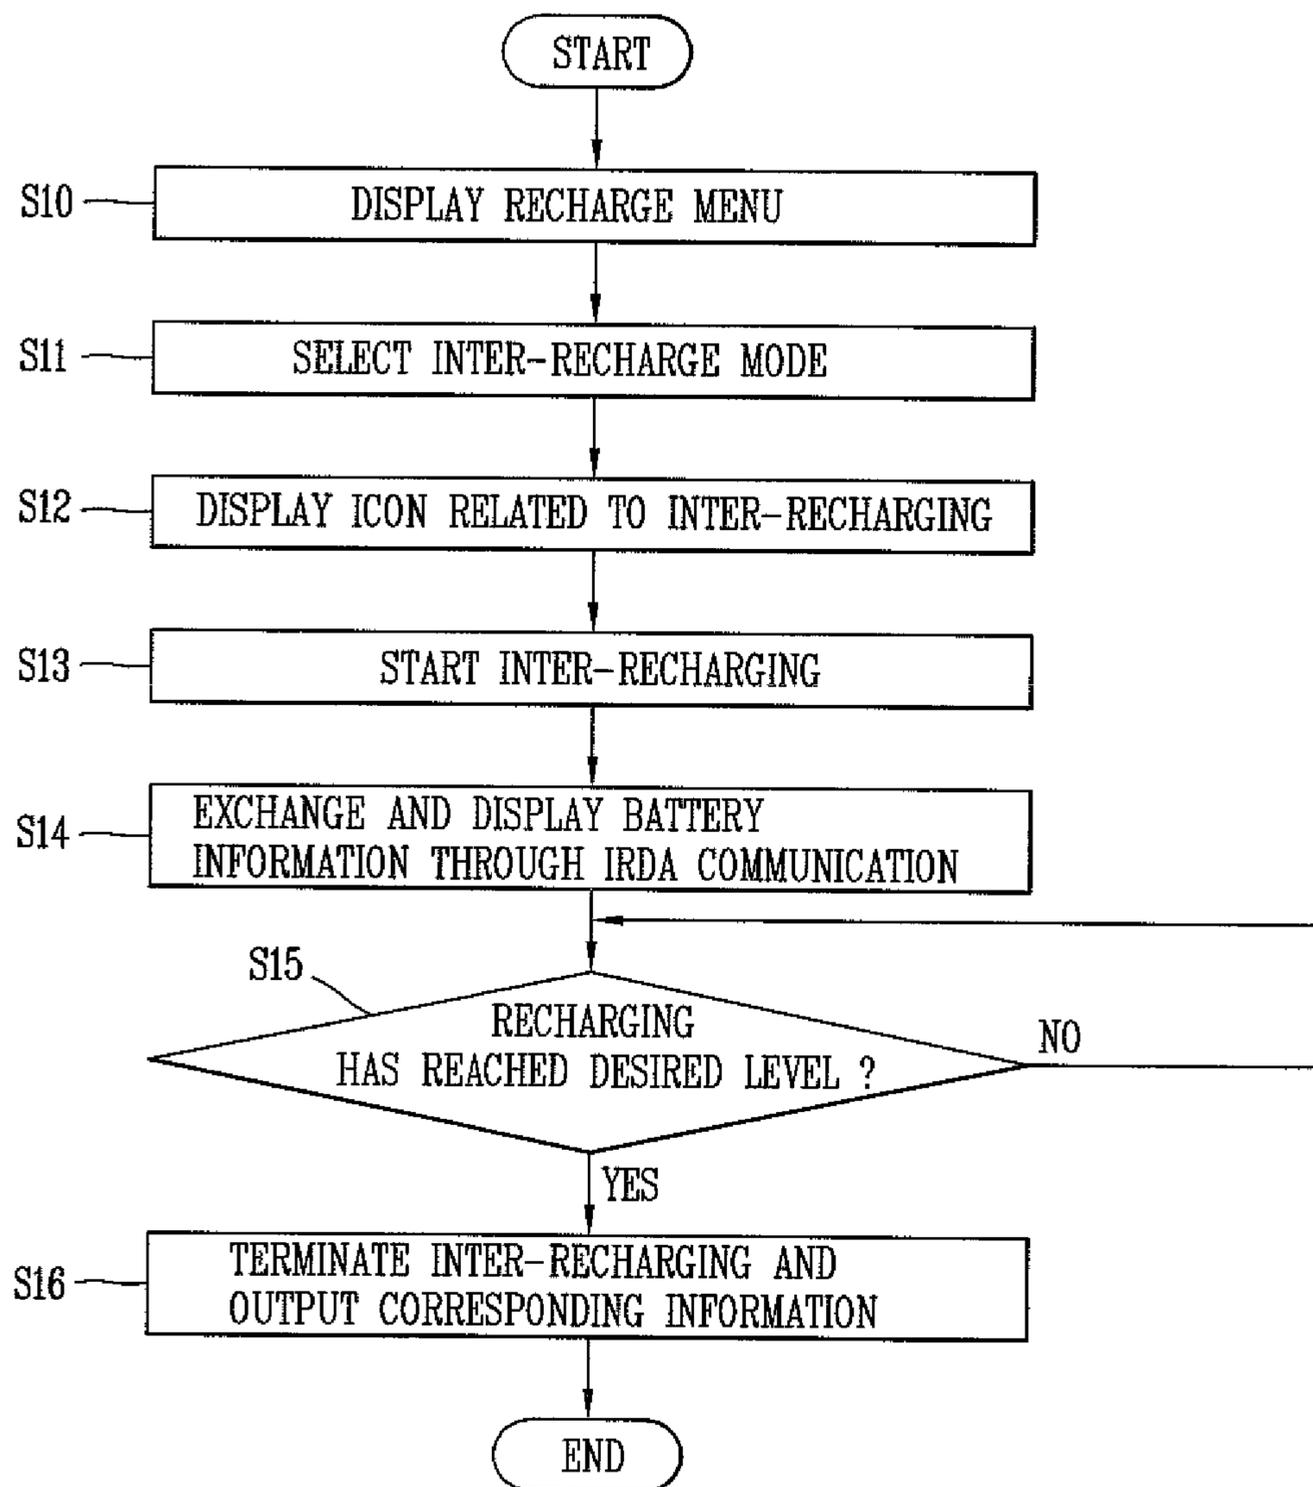 START
S10
DISPLAY RECHARGE MENU
S11
SELECT INTER-RECHARGE MODE
S12
DISPLAY ICON RELATED TO INTER-RECHARGING
S13
START INTER-RECHARGING
S14
EXCHANGE AND DISPLAY BATTERY
INFORMATION THROUGH IRDA COMMUNICATION
S15
RECHARGING
HAS REACHED DESIRED LEVEL ?
NO
YES
S16
TERMINATE INTER-RECHARGING AND
OUTPUT CORRESPONDING INFORMATION
END